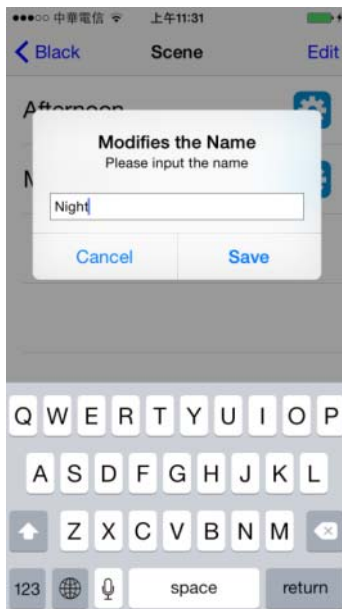 中華電信 上午11:31
Black Scene Edit
Afternoon
M
Modifies the Name
Please input the name
Night
Cancel Save
Q W E R T Y U I O P
A S D F G H J K L
Z X C V B N M
123 space return